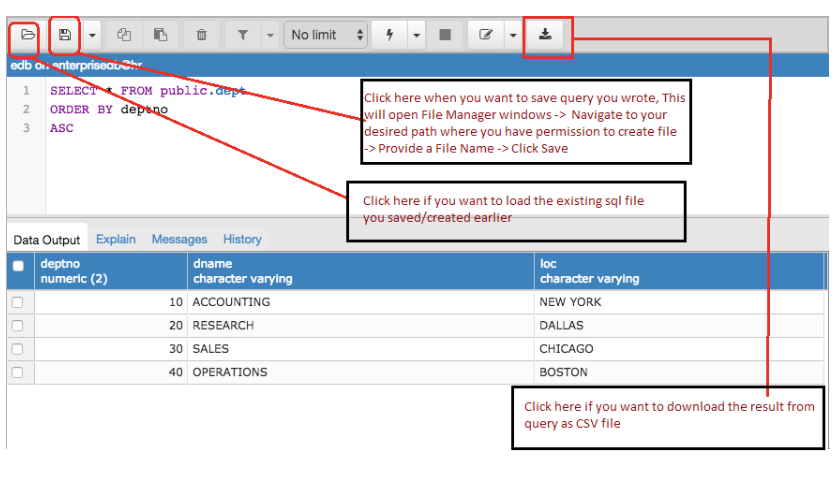 No limit
edb on enterprisedb@hr
1 SELECT * FROM public.dept
2 ORDER BY deptno
3 ASC
Click here when you want to save query you wrote, This
will open File Manager windows -> Navigate to your
desired path where you have permission to create file
-> Provide a File Name -> Click Save
Click here if you want to load the existing sql file
you saved/created earlier
Data Output Explain Messages History
deptno dname loc
numeric (2) character varying character varying
10 ACCOUNTING NEW YORK
20 RESEARCH DALLAS
30 SALES CHICAGO
40 OPERATIONS BOSTON
Click here if you want to download the result from
query as CSV file